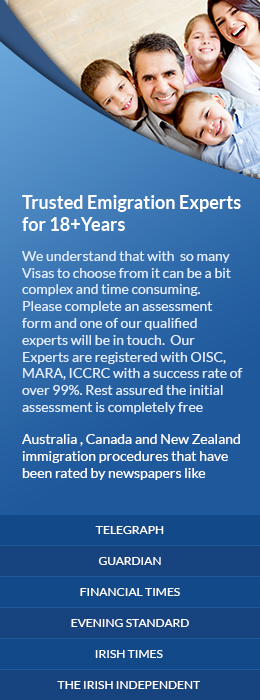 Trusted Emigration Experts
for 18+Years
We understand that with so many
Visas to choose from it can be a bit
complex and time consuming.
Please complete an assessment
form and one of our qualified
experts will be in touch. Our
Experts are registered with OISC,
MARA, ICCRC with a success rate of
over 99%. Rest assured the initial
assessment is completely free
Australia , Canada and New Zealand
immigration procedures that have
been rated by newspapers like
TELEGRAPH
GUARDIAN
FINANCIAL TIMES
EVENING STANDARD
IRISH TIMES
THE IRISH INDEPENDENT